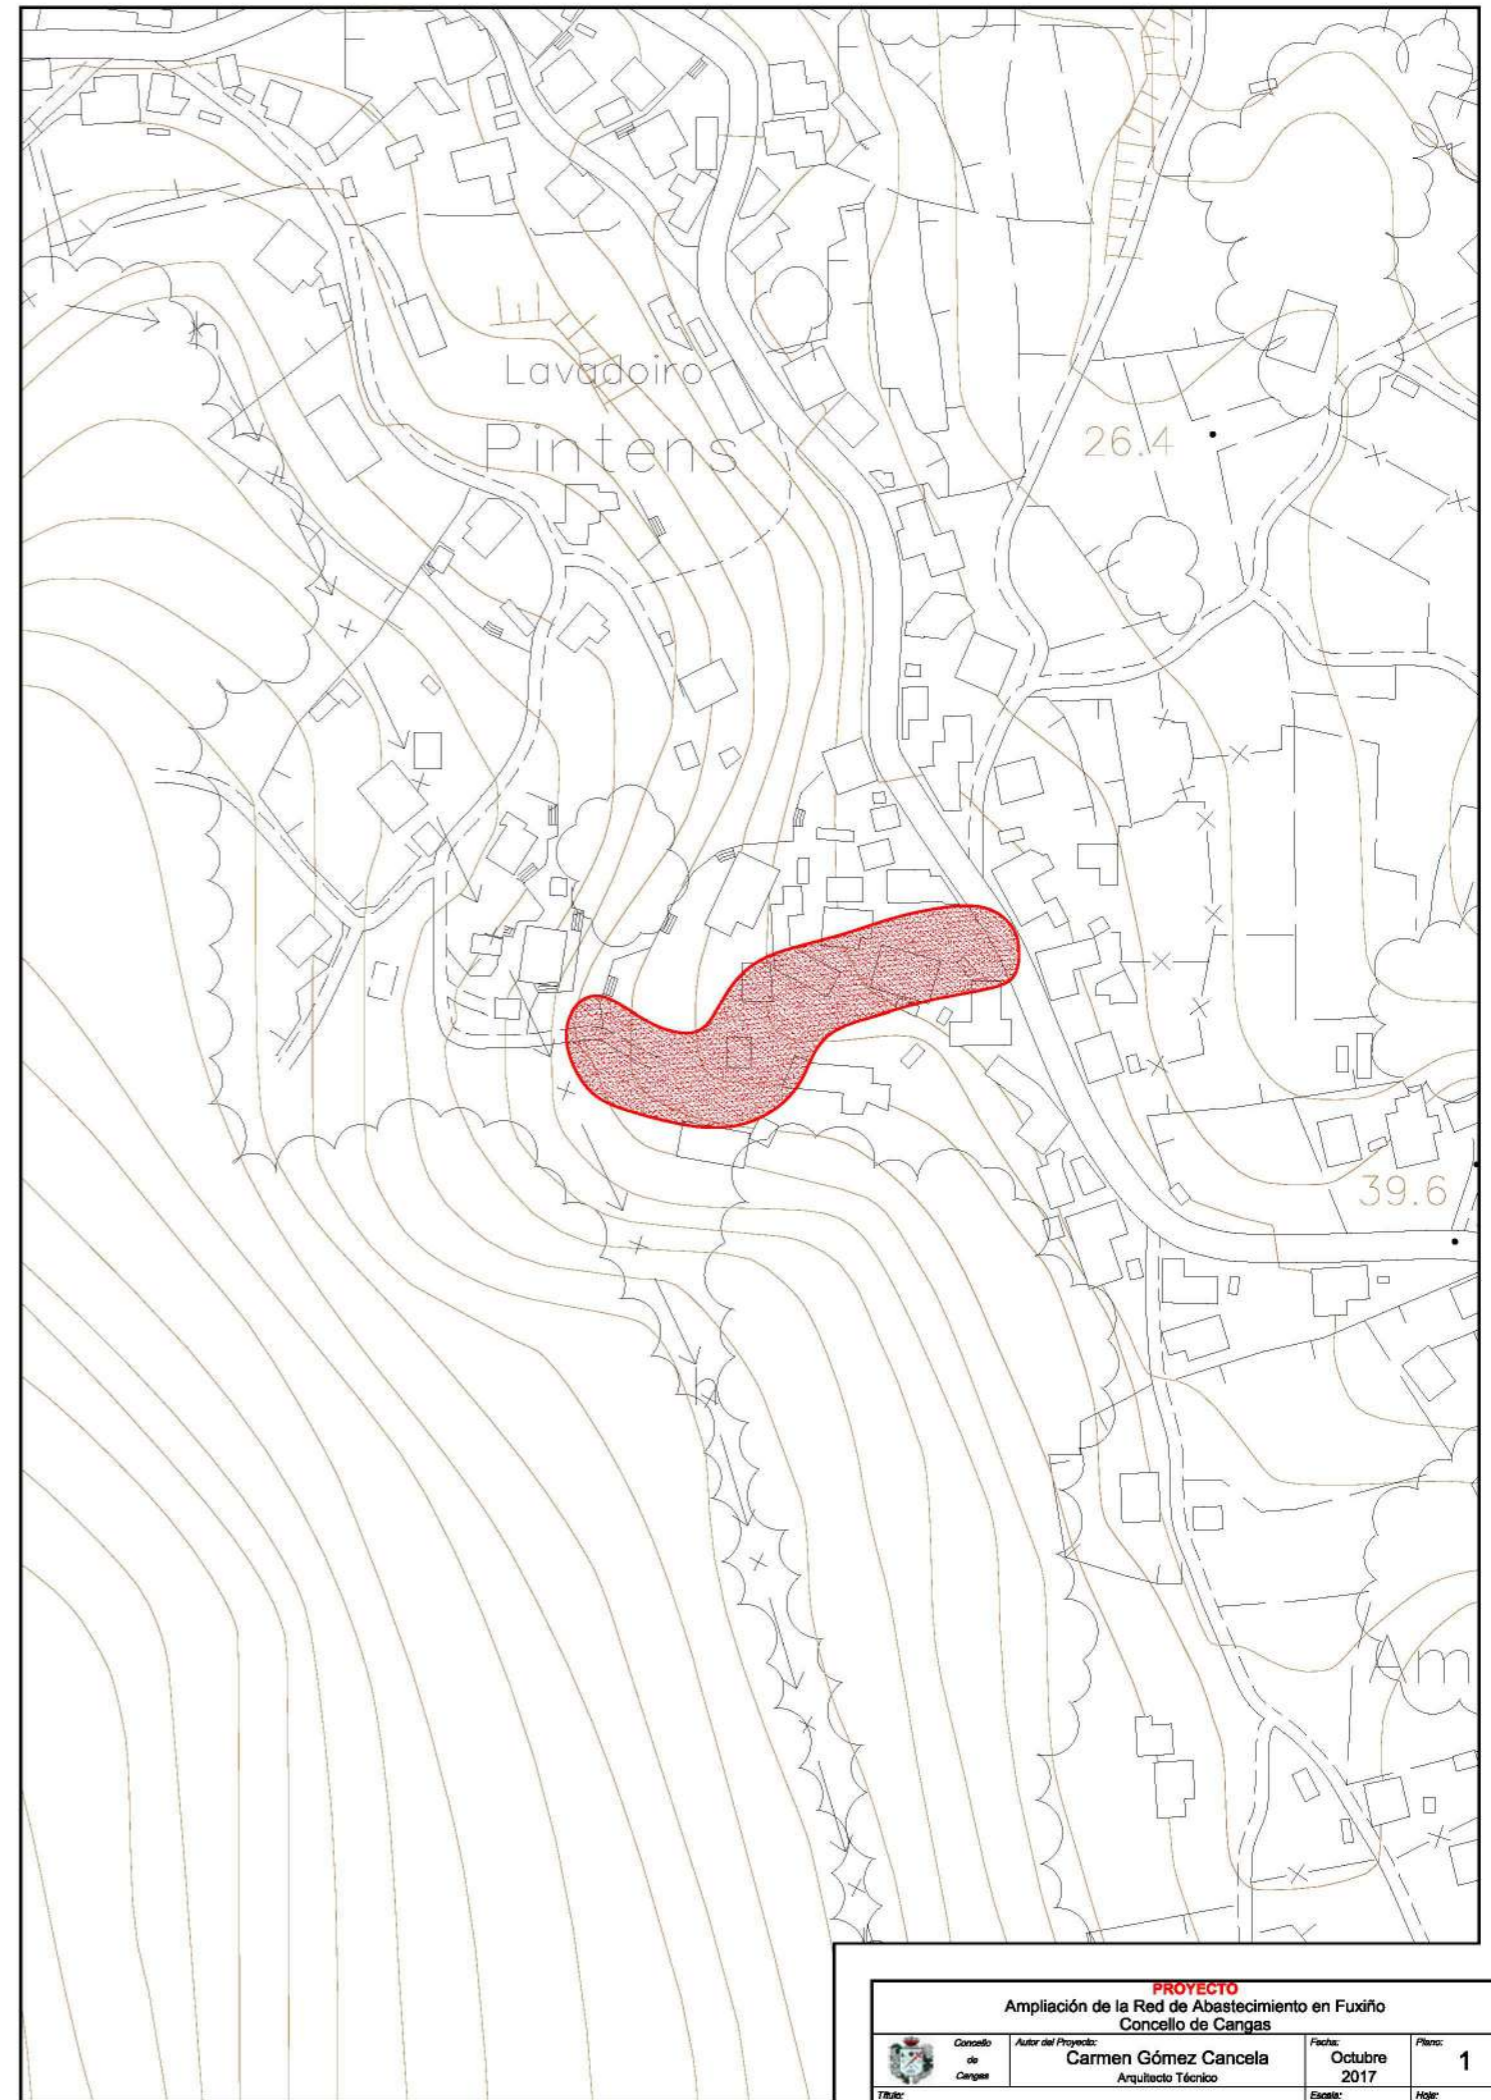 Lavadoiro
Pintens
26.4
39.6
Am
PROYECTO
Ampliación de la Red de Abastecimiento en Fuxiño
Concello de Cangas
Concello
de
Cangas
Autor del Proyecto:
Carmen Gómez Cancela
Arquitecto Técnico
Fecha:
Octubre
2017
Plano:
1
Título:
Escala:
Hoja: